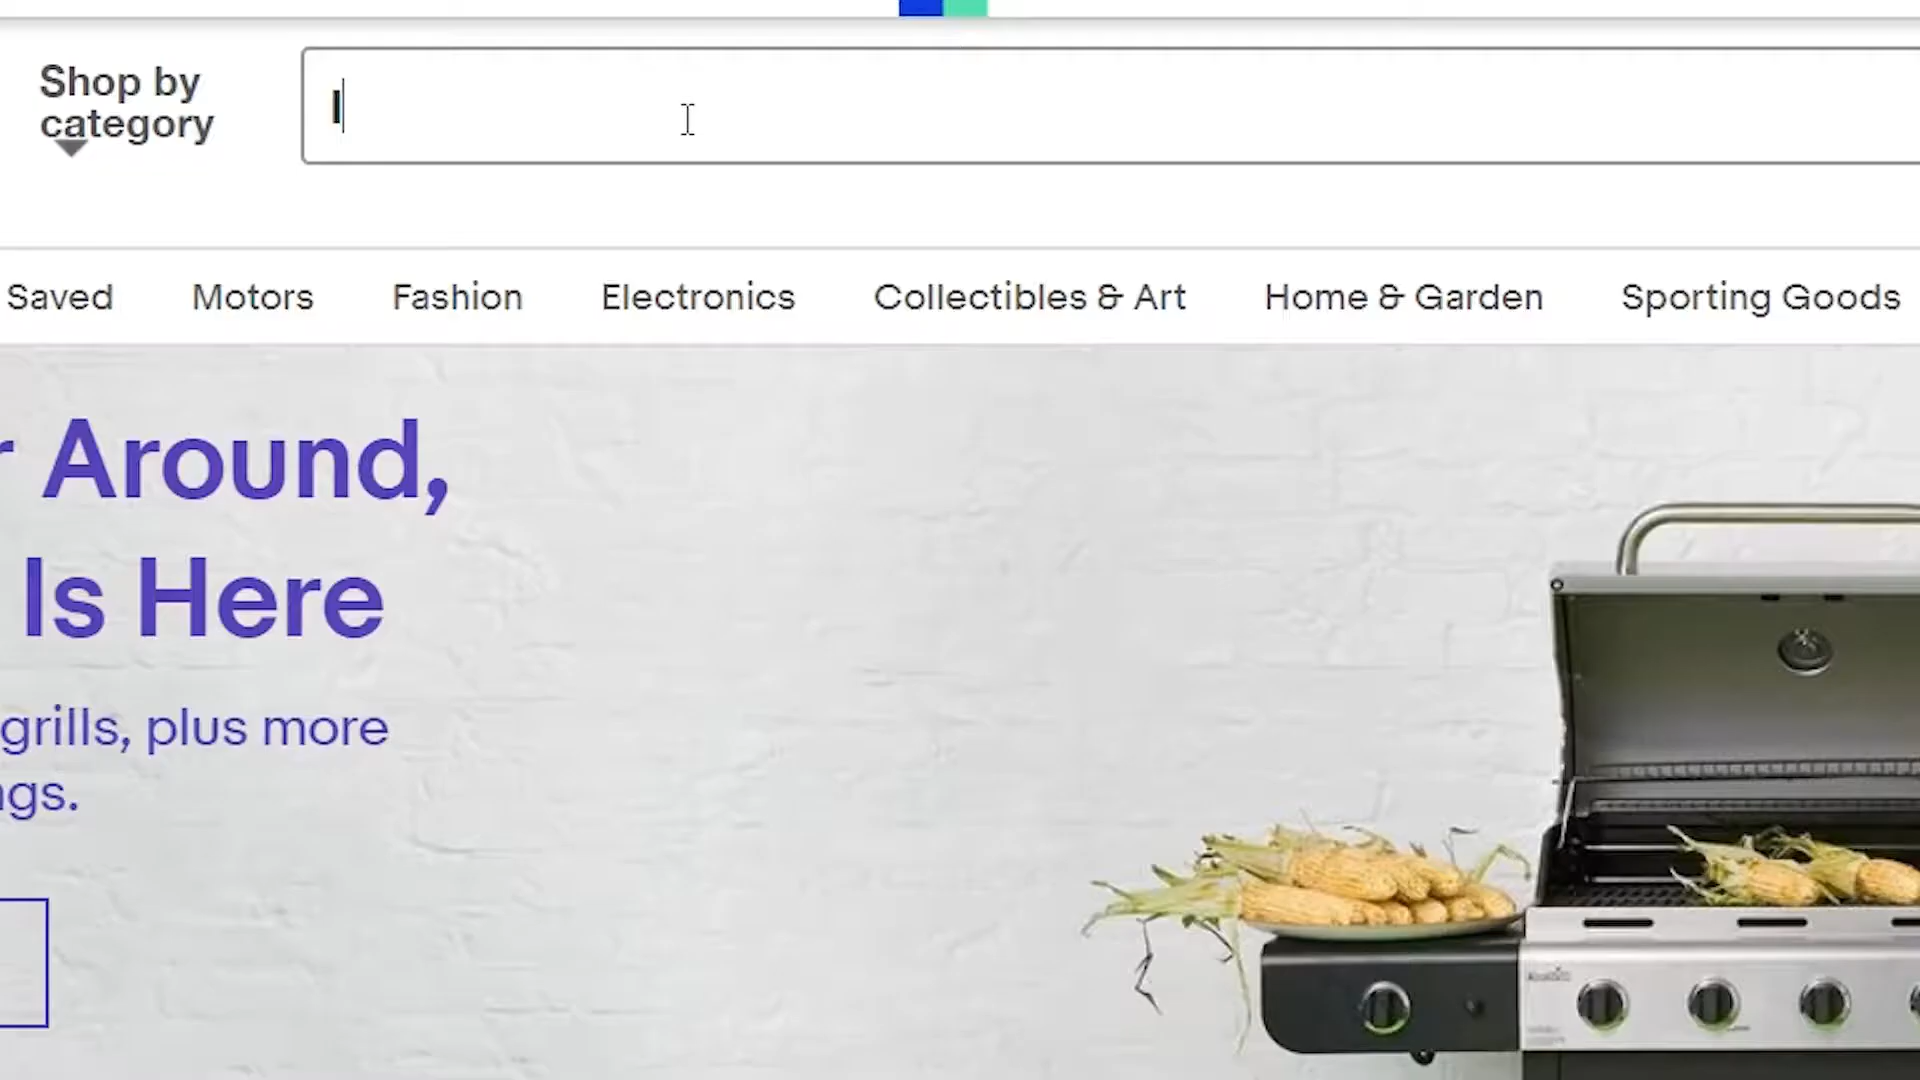 Shop by
category
l
Saved Motors Fashion Electronics Collectibles & Art Home & Garden Sporting Goods
r Around,
Is Here
grills, plus more
ngs.